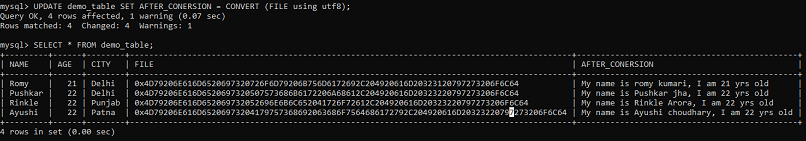 mysql> UPDATE demo_table SET AFTER_CONERSION = CONVERT (FILE using utf8);
Query OK, 4 rows affected, 1 warning (0.07 sec)
Rows matched: 4  Changed: 4  Warnings: 1
mysql> SELECT * FROM demo_table;
| NAME | AGE | CITY | FILE | AFTER_CONERSION |
| Romy | 21 | Delhi | 0x4D79206E616D6520697320726F6D79206B756D6172692C204920616D20323120797273206F6C64 | My name is romy kumari, I am 21 yrs old |
| Pushkar | 22 | Delhi | 0x4D79206E616D6520697320507573686B6172206A68612C204920616D20323220797273206F6C64 | My name is Pushkar jha, I am 22 yrs old |
| Rinkle | 22 | Punjab | 0x4D79206E616D652069732052696E6B6C652041726F72612C204920616D20323220797273206F6C64 | My name is Rinkle Arora, I am 22 yrs old |
| Ayushi | 22 | Patna | 0x4D79206E616D65206973204179757368692063686F7564686172792C204920616D20323220797273206F6C64 | My name is Ayushi choudhary, I am 22 yrs old |
4 rows in set (0.00 sec)